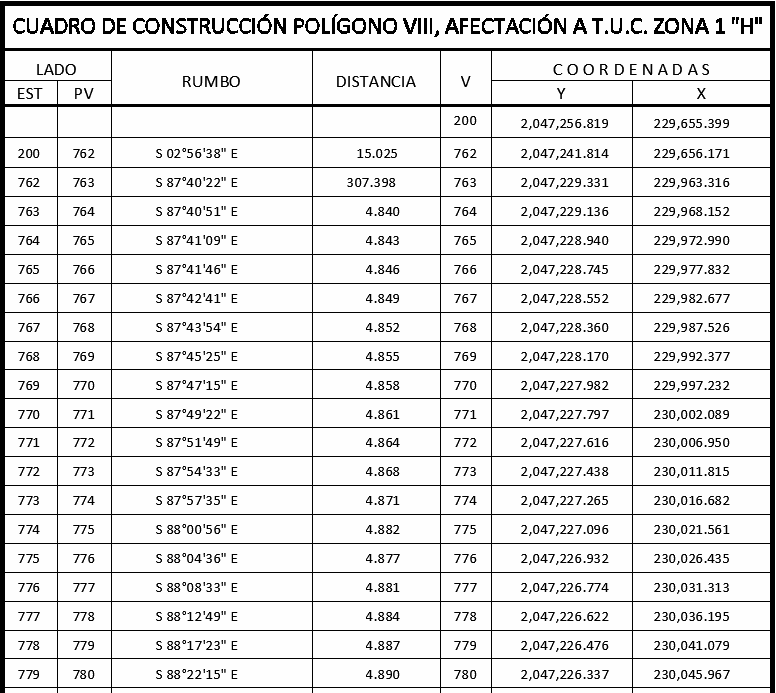 CUADRO DE CONSTRUCCIÓN POLÍGONO VIII, AFECTACIÓN A T.U.C. ZONA 1 "H"
LADO RUMBO DISTANCIA V COORDENADAS
EST PV Y X
200 2,047,256.819 229,655.399
200 762 S 02°56'38" E 15.025 762 2,047,241.814 229,656.171
762 763 S 87°40'22" E 307.398 763 2,047,229.331 229,963.316
763 764 S 87°40'51" E 4.840 764 2,047,229.136 229,968.152
764 765 S 87°41'09" E 4.843 765 2,047,228.940 229,972.990
765 766 S 87°41'46" E 4.846 766 2,047,228.745 229,977.832
766 767 S 87°42'41" E 4.849 767 2,047,228.552 229,982.677
767 768 S 87°43'54" E 4.852 768 2,047,228.360 229,987.526
768 769 S 87°45'25" E 4.855 769 2,047,228.170 229,992.377
769 770 S 87°47'15" E 4.858 770 2,047,227.982 229,997.232
770 771 S 87°49'22" E 4.861 771 2,047,227.797 230,002.089
771 772 S 87°51'49" E 4.864 772 2,047,227.616 230,006.950
772 773 S 87°54'33" E 4.868 773 2,047,227.438 230,011.815
773 774 S 87°57'35" E 4.871 774 2,047,227.265 230,016.682
774 775 S 88°00'56" E 4.882 775 2,047,227.096 230,021.561
775 776 S 88°04'36" E 4.877 776 2,047,226.932 230,026.435
776 777 S 88°08'33" E 4.881 777 2,047,226.774 230,031.313
777 778 S 88°12'49" E 4.884 778 2,047,226.622 230,036.195
778 779 S 88°17'23" E 4.887 779 2,047,226.476 230,041.079
779 780 S 88°22'15" E 4.890 780 2,047,226.337 230,045.967